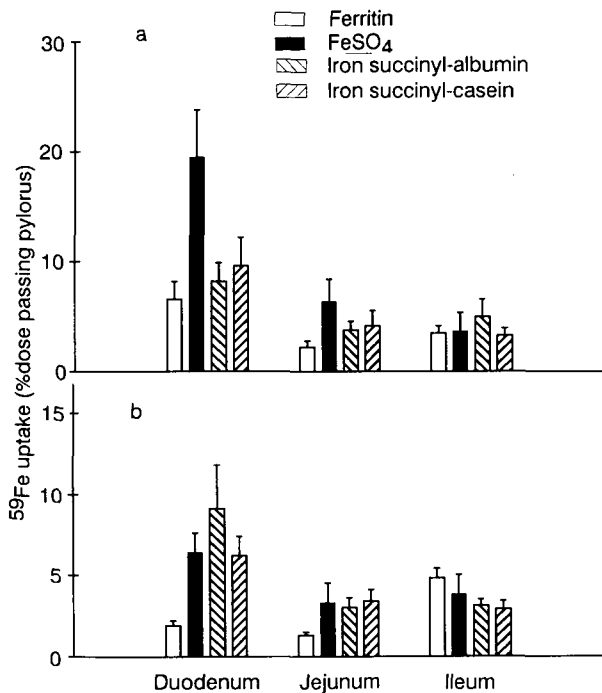 Ferritin
FeSO4
Iron succinyl-albumin
Iron succinyl-casein
a
30
20
10
0
b
15
10
5
0
59Fe uptake (%dose passing pylorus)
Duodenum Jejunum Ileum